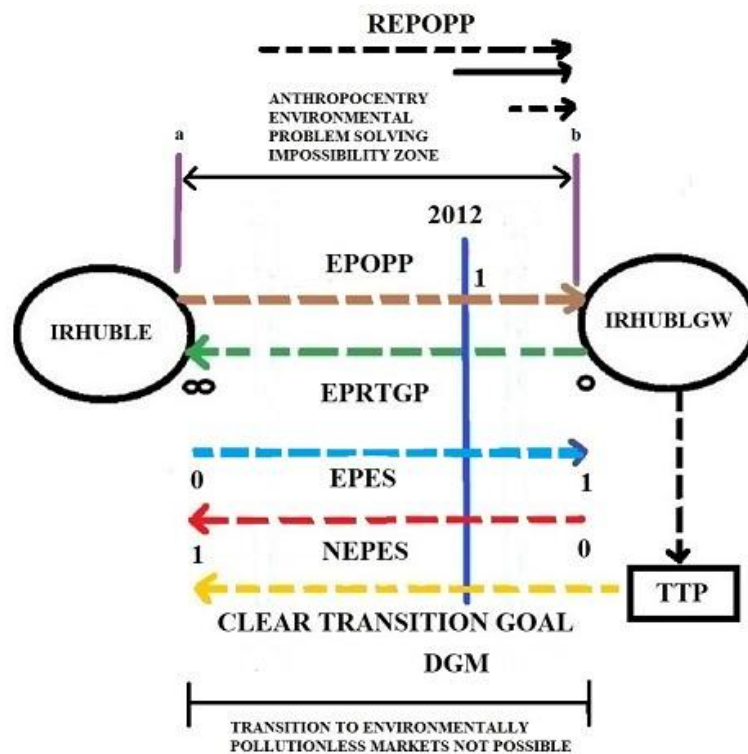 REPOPP
ANTHROPOCENTRY
ENVIRONMENTAL
PROBLEM SOLVING
IMPOSSIBILITY ZONE
a
b
2012
EPOPP
1
IRHUBLE
IRHUBLGW
∞
0
EPRTGP
0
EPES
1
1
NEPES
0
TTP
CLEAR TRANSITION GOAL
DGM
TRANSITION TO ENVIRONMENTALLY
POLLUTIONLESS MARKETS NOT POSSIBLE